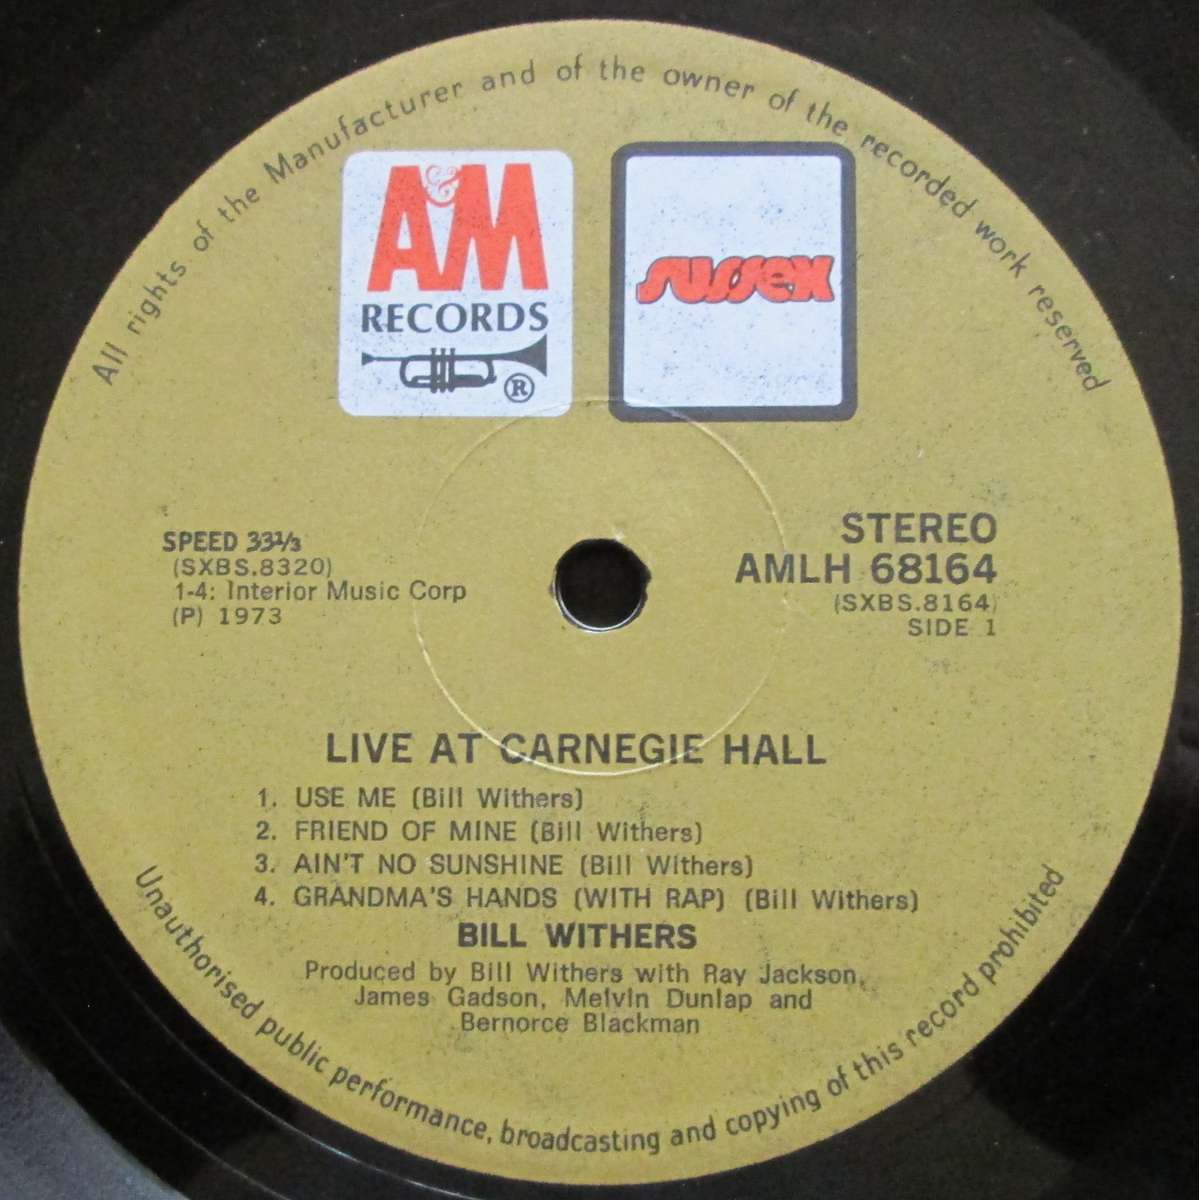 All rights of the Manufacturer and of the owner of the recorded work reserved
A&M
RECORDS
®
sussex
SPEED 33⅓
(SXBS.8320)
1-4: Interior Music Corp
(P) 1973
STEREO
AMLH 68164
(SXBS.8164)
SIDE 1
LIVE AT CARNEGIE HALL
1. USE ME (Bill Withers)
2. FRIEND OF MINE (Bill Withers)
3. AIN'T NO SUNSHINE (Bill Withers)
4. GRANDMA'S HANDS (WITH RAP) (Bill Withers)
BILL WITHERS
Produced by Bill Withers with Ray Jackson,
James Gadson, Melvin Dunlap and
Bernorce Blackman
Unauthorised public performance, broadcasting and copying of this record prohibited